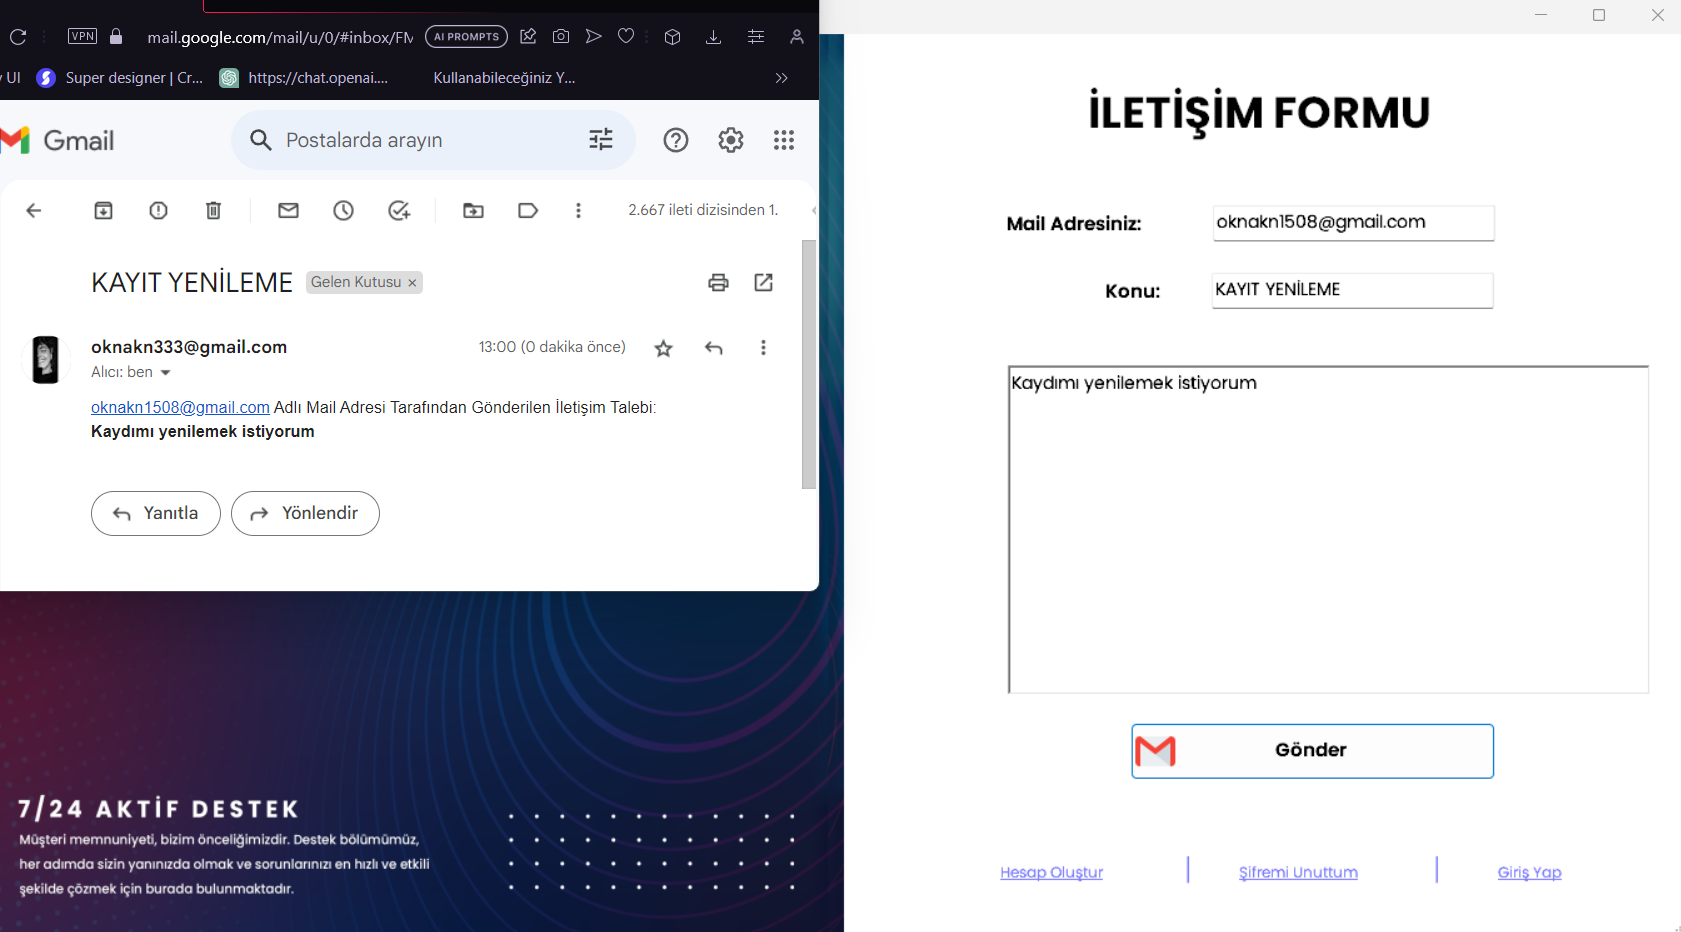 VPN
mail.google.com/mail/u/0/#inbox/FM
AI PROMPTS
UI
Super designer | Cr...
https://chat.openai....
Kullanabileceğiniz Y...
Gmail
Postalarda arayın
2.667 ileti dizisinden 1.
KAYIT YENİLEME
Gelen Kutusu ×
oknakn333@gmail.com
13:00 (0 dakika önce)
Alıcı: ben
oknakn1508@gmail.com Adlı Mail Adresi Tarafından Gönderilen İletişim Talebi:
Kaydımı yenilemek istiyorum
Yanıtla
Yönlendir
7/24 AKTİF DESTEK
Müşteri memnuniyeti, bizim önceliğimizdir. Destek bölümümüz,
her adımda sizin yanınızda olmak ve sorunlarınızı en hızlı ve etkili
şekilde çözmek için burada bulunmaktadır.
İLETİŞİM FORMU
Mail Adresiniz:
oknakn1508@gmail.com
Konu:
KAYIT YENİLEME
Kaydımı yenilemek istiyorum
Gönder
Hesap Oluştur
Şifremi Unuttum
Giriş Yap